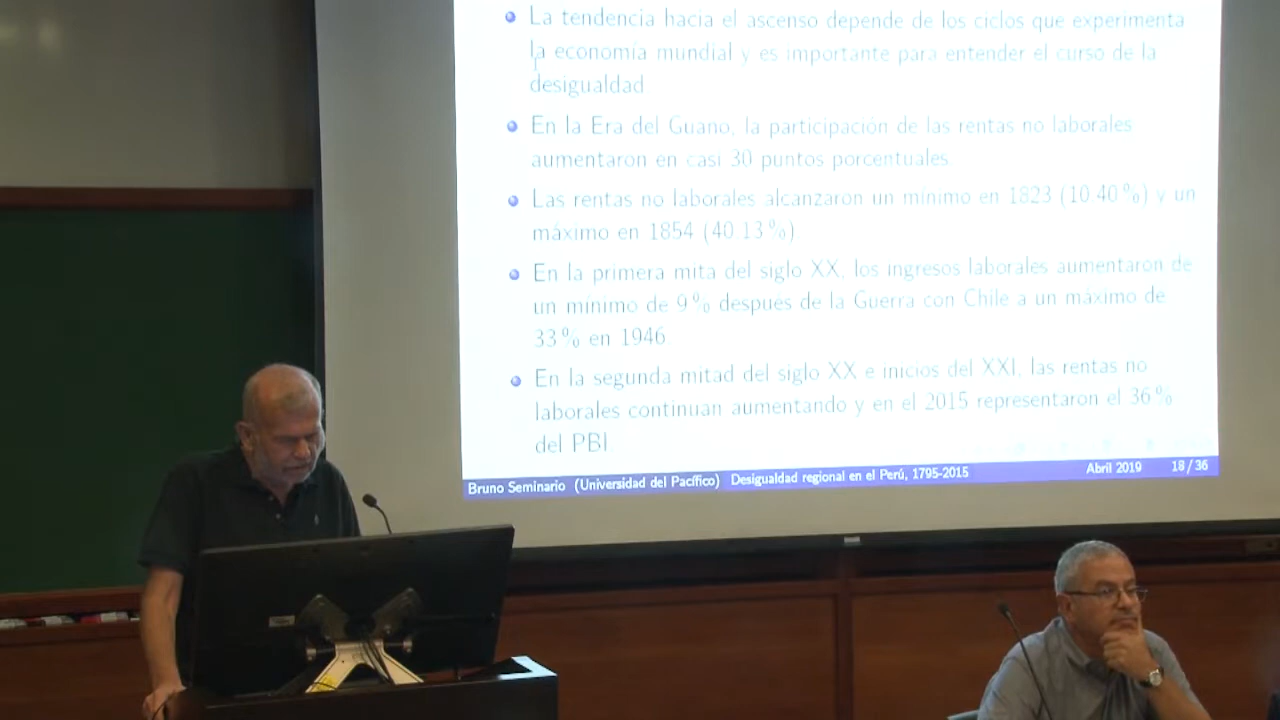 La tendencia hacia el ascenso depende de los ciclos que experimenta
la economía mundial y es importante para entender el curso de la
desigualdad
En la Era del Guano, la participación de las rentas no laborales
aumentaron en casi 30 puntos porcentuales
Las rentas no laborales alcanzaron un mínimo en 1823 (10.40%) y un
máximo en 1854 (40.13%)
En la primera mita del siglo XX, los ingresos laborales aumentaron de
un mínimo de 9% después de la Guerra con Chile a un máximo de
33% en 1946
En la segunda mitad del siglo XX e inicios del XXI, las rentas no
laborales continuan aumentando y en el 2015 representaron el 36%
del PBI
Bruno Seminario (Universidad del Pacífico) Desigualdad regional en el Perú, 1795-2015 Abril 2019 18 / 36